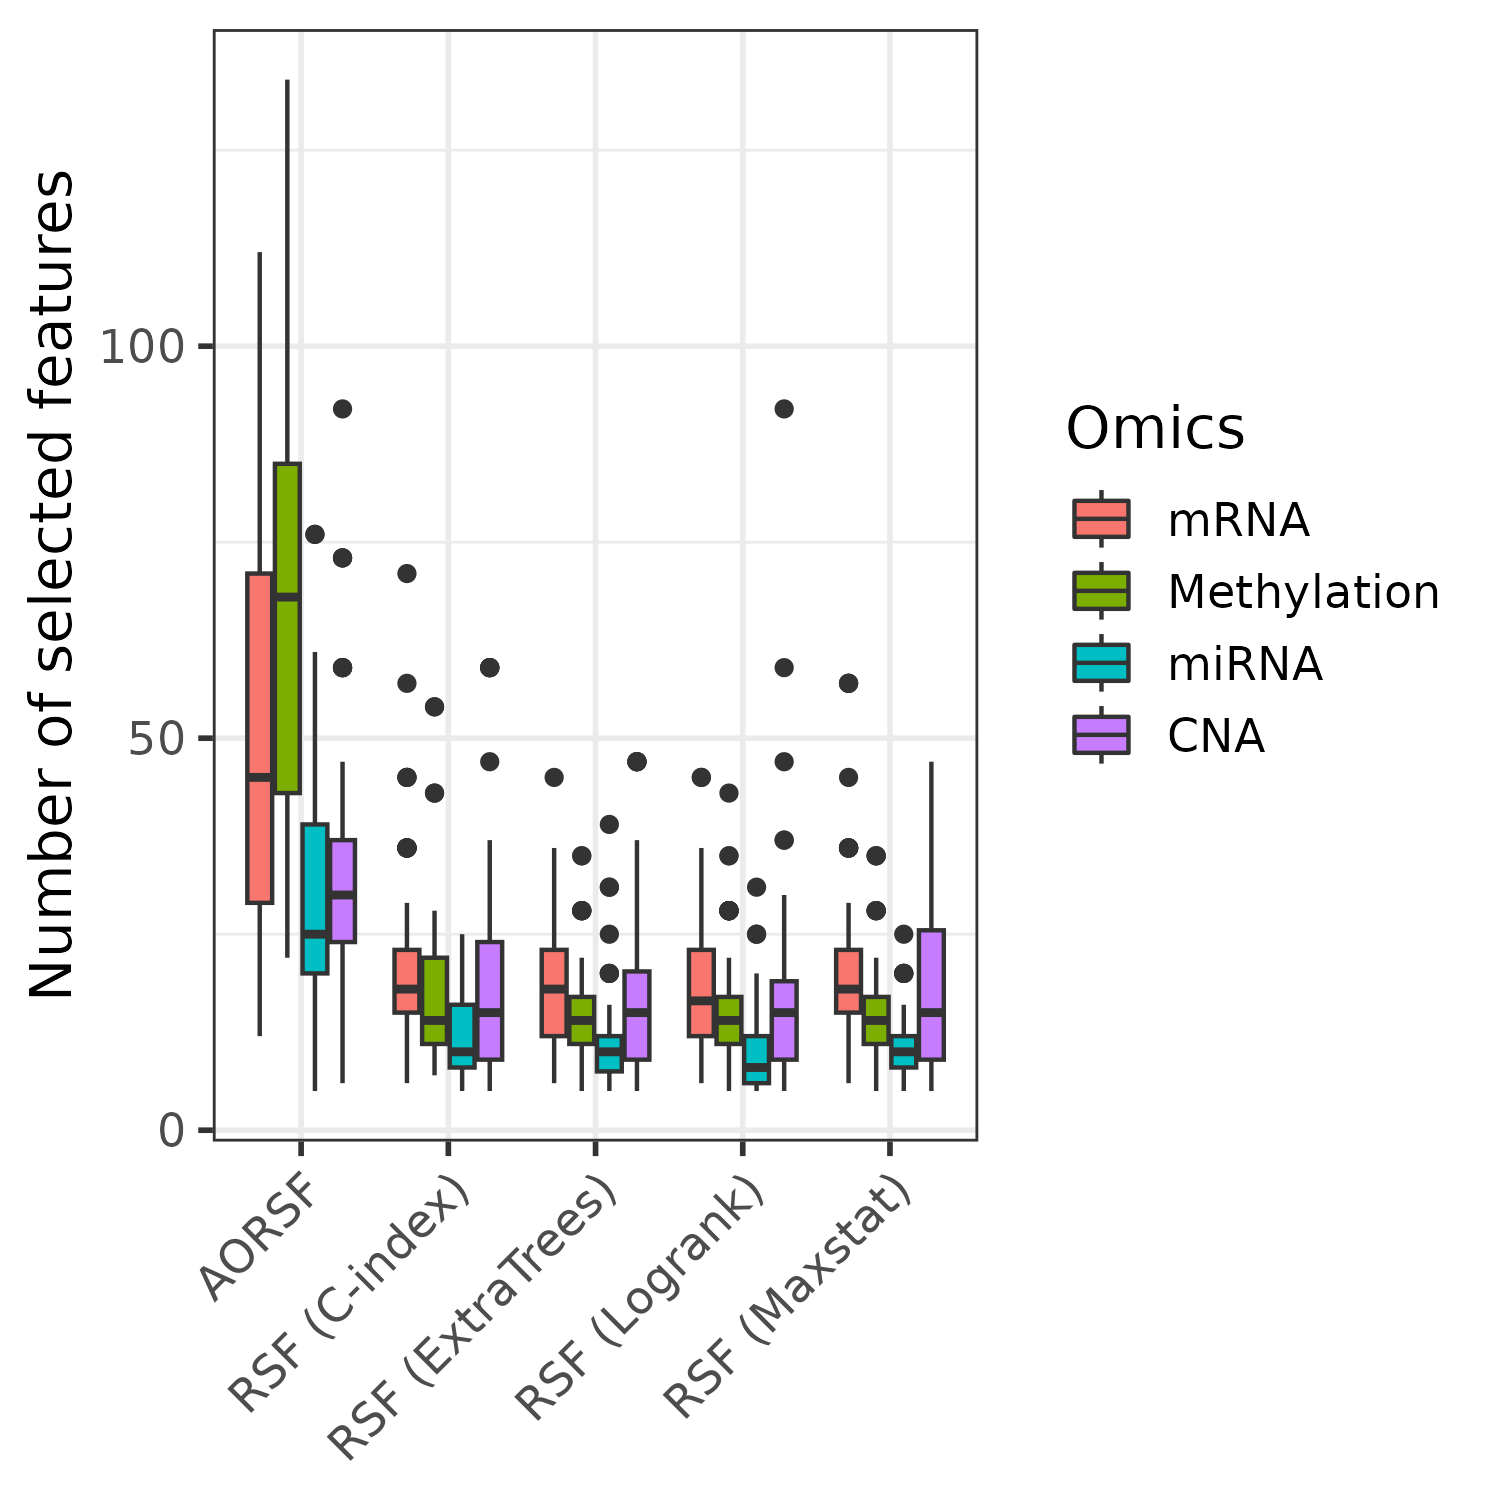 Number of selected features
100
50
0
AORSF
RSF (C-index)
RSF (ExtraTrees)
RSF (Logrank)
RSF (Maxstat)
Omics
mRNA
Methylation
miRNA
CNA